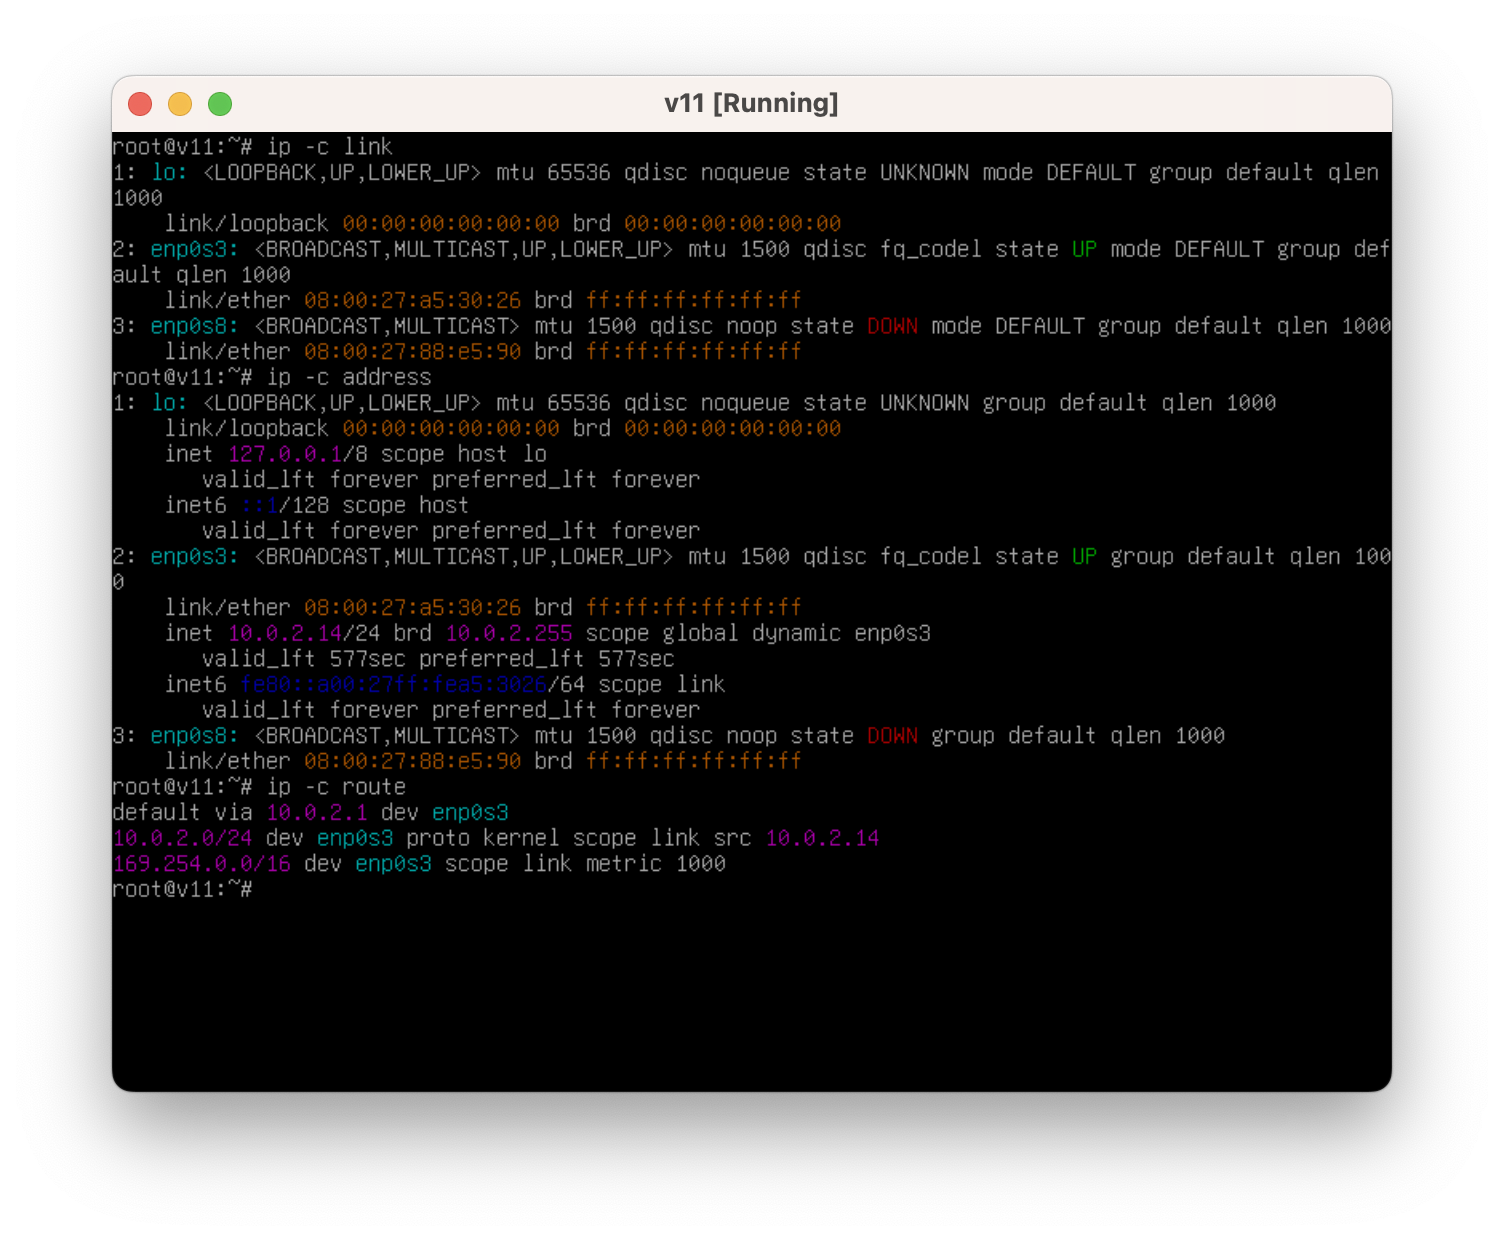 v11 [Running]
root@v11:~# ip -c link
1: lo: <LOOPBACK,UP,LOWER_UP> mtu 65536 qdisc noqueue state UNKNOWN mode DEFAULT group default qlen
1000
    link/loopback 00:00:00:00:00:00 brd 00:00:00:00:00:00
2: enp0s3: <BROADCAST,MULTICAST,UP,LOWER_UP> mtu 1500 qdisc fq_codel state UP mode DEFAULT group def
ault qlen 1000
    link/ether 08:00:27:a5:30:26 brd ff:ff:ff:ff:ff:ff
3: enp0s8: <BROADCAST,MULTICAST> mtu 1500 qdisc noop state DOWN mode DEFAULT group default qlen 1000
    link/ether 08:00:27:88:e5:90 brd ff:ff:ff:ff:ff:ff
root@v11:~# ip -c address
1: lo: <LOOPBACK,UP,LOWER_UP> mtu 65536 qdisc noqueue state UNKNOWN group default qlen 1000
    link/loopback 00:00:00:00:00:00 brd 00:00:00:00:00:00
    inet 127.0.0.1/8 scope host lo
       valid_lft forever preferred_lft forever
    inet6 ::1/128 scope host
       valid_lft forever preferred_lft forever
2: enp0s3: <BROADCAST,MULTICAST,UP,LOWER_UP> mtu 1500 qdisc fq_codel state UP group default qlen 100
0
    link/ether 08:00:27:a5:30:26 brd ff:ff:ff:ff:ff:ff
    inet 10.0.2.14/24 brd 10.0.2.255 scope global dynamic enp0s3
       valid_lft 577sec preferred_lft 577sec
    inet6 fe80::a00:27ff:fea5:3026/64 scope link
       valid_lft forever preferred_lft forever
3: enp0s8: <BROADCAST,MULTICAST> mtu 1500 qdisc noop state DOWN group default qlen 1000
    link/ether 08:00:27:88:e5:90 brd ff:ff:ff:ff:ff:ff
root@v11:~# ip -c route
default via 10.0.2.1 dev enp0s3
10.0.2.0/24 dev enp0s3 proto kernel scope link src 10.0.2.14
169.254.0.0/16 dev enp0s3 scope link metric 1000
root@v11:~#